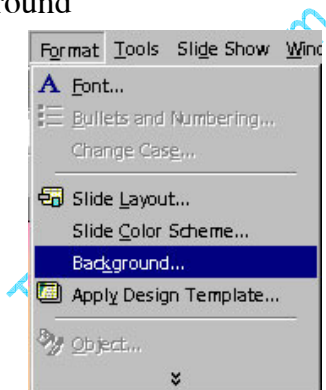 round
Format Tools Slide Show Wind
A Font...
Bullets and Numbering...
Change Case...
Slide Layout...
Slide Color Scheme...
Background...
Apply Design Template...
Object...